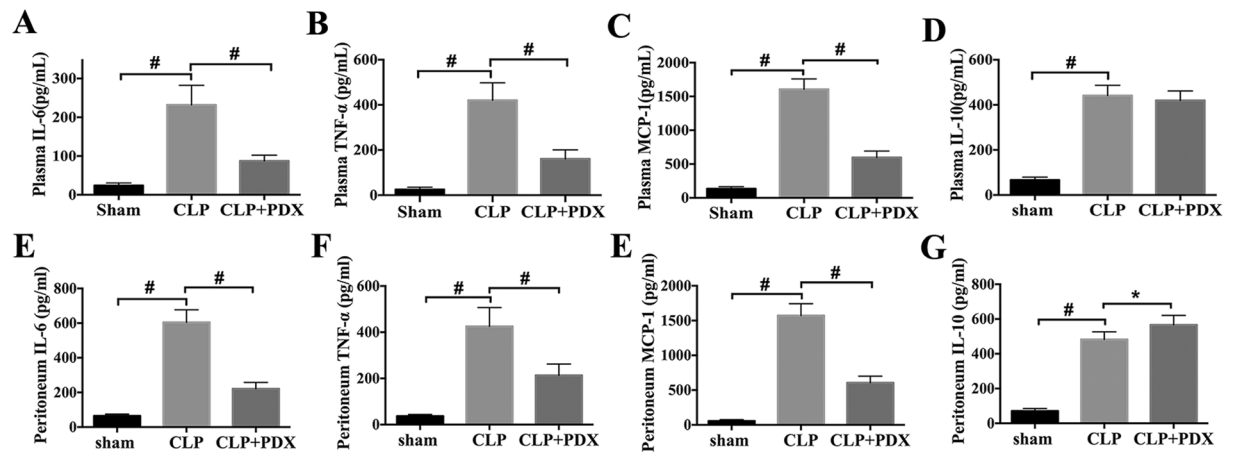 A
B
C
D
Plasma IL-6(pg/mL)
300
200
100
0
#
#
Sham
CLP
CLP+PDX
Plasma TNF-α (pg/mL)
600
400
200
0
#
#
Sham
CLP
CLP+PDX
Plasma MCP-1(pg/mL)
2000
1500
1000
500
0
#
#
Sham
CLP
CLP+PDX
Plasma IL-10(pg/mL)
600
400
200
0
#
sham
CLP
CLP+PDX
E
F
E
G
Peritoneum IL-6 (pg/ml)
800
600
400
200
0
#
#
sham
CLP
CLP+PDX
Peritoneum TNF-α (pg/ml)
600
400
200
0
#
#
sham
CLP
CLP+PDX
Peritoneum MCP-1 (pg/ml)
2000
1500
1000
500
0
#
#
sham
CLP
CLP+PDX
Peritoneum IL-10 (pg/ml)
800
600
400
200
0
#
*
sham
CLP
CLP+PDX